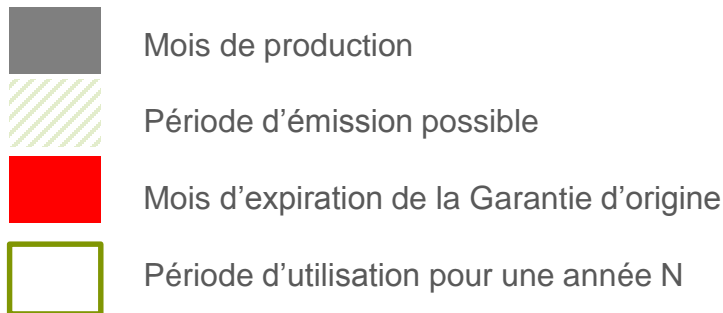 Mois de production
Période d’émission possible
Mois d’expiration de la Garantie d’origine
Période d’utilisation pour une année N